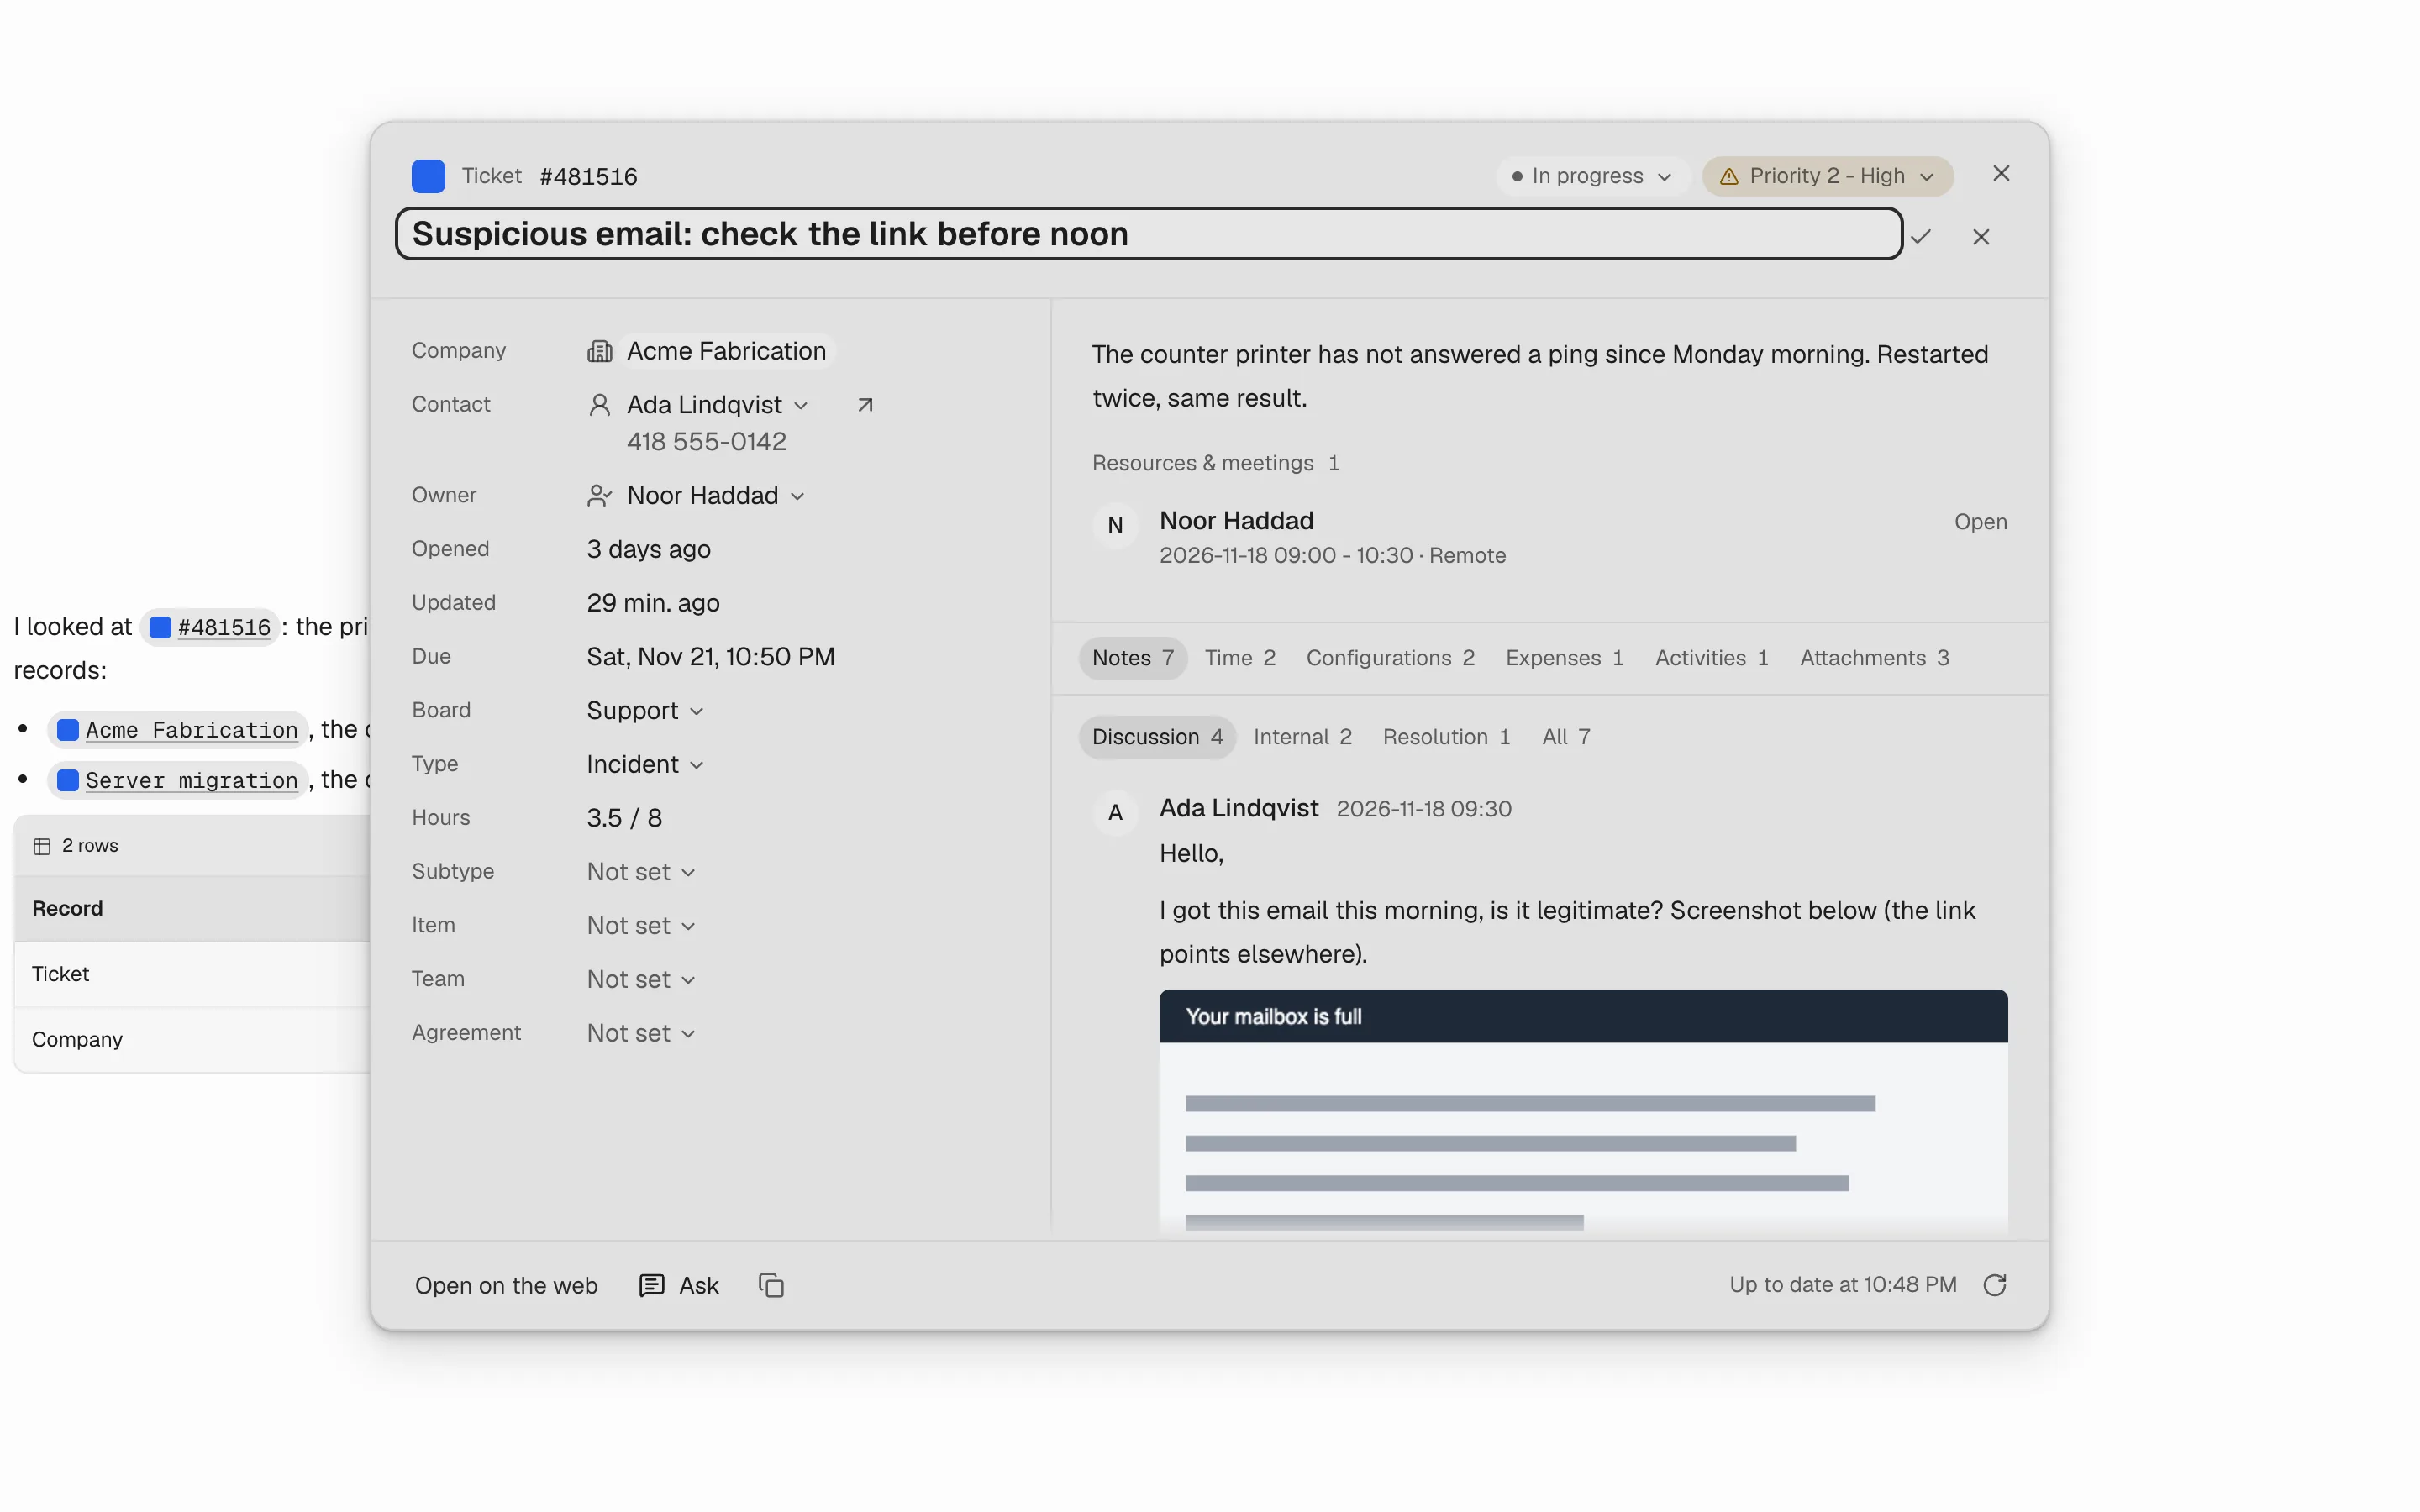 Ticket #481516
In progress
Priority 2 - High
Suspicious email: check the link before noon
I looked at #481516 : the pri
records:
• Acme Fabrication , the
• Server migration , the
2 rows
Record
Ticket
Company
Company Acme Fabrication
Contact Ada Lindqvist
418 555-0142
Owner Noor Haddad
Opened 3 days ago
Updated 29 min. ago
Due Sat, Nov 21, 10:50 PM
Board Support
Type Incident
Hours 3.5 / 8
Subtype Not set
Item Not set
Team Not set
Agreement Not set
The counter printer has not answered a ping since Monday morning. Restarted
twice, same result.
Resources & meetings 1
N
Noor Haddad Open
2026-11-18 09:00 - 10:30 · Remote
Notes 7 Time 2 Configurations 2 Expenses 1 Activities 1 Attachments 3
Discussion 4 Internal 2 Resolution 1 All 7
A
Ada Lindqvist 2026-11-18 09:30
Hello,
I got this email this morning, is it legitimate? Screenshot below (the link
points elsewhere).
Your mailbox is full
Open on the web Ask
Up to date at 10:48 PM